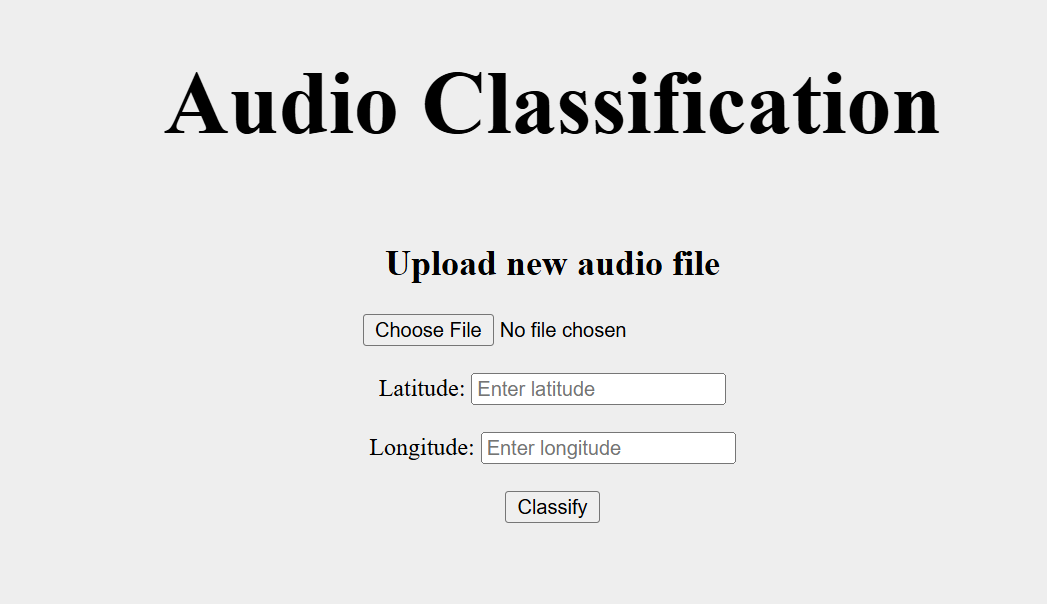 Audio Classification
Upload new audio file
Choose File No file chosen
Latitude: Enter latitude
Longitude: Enter longitude
Classify